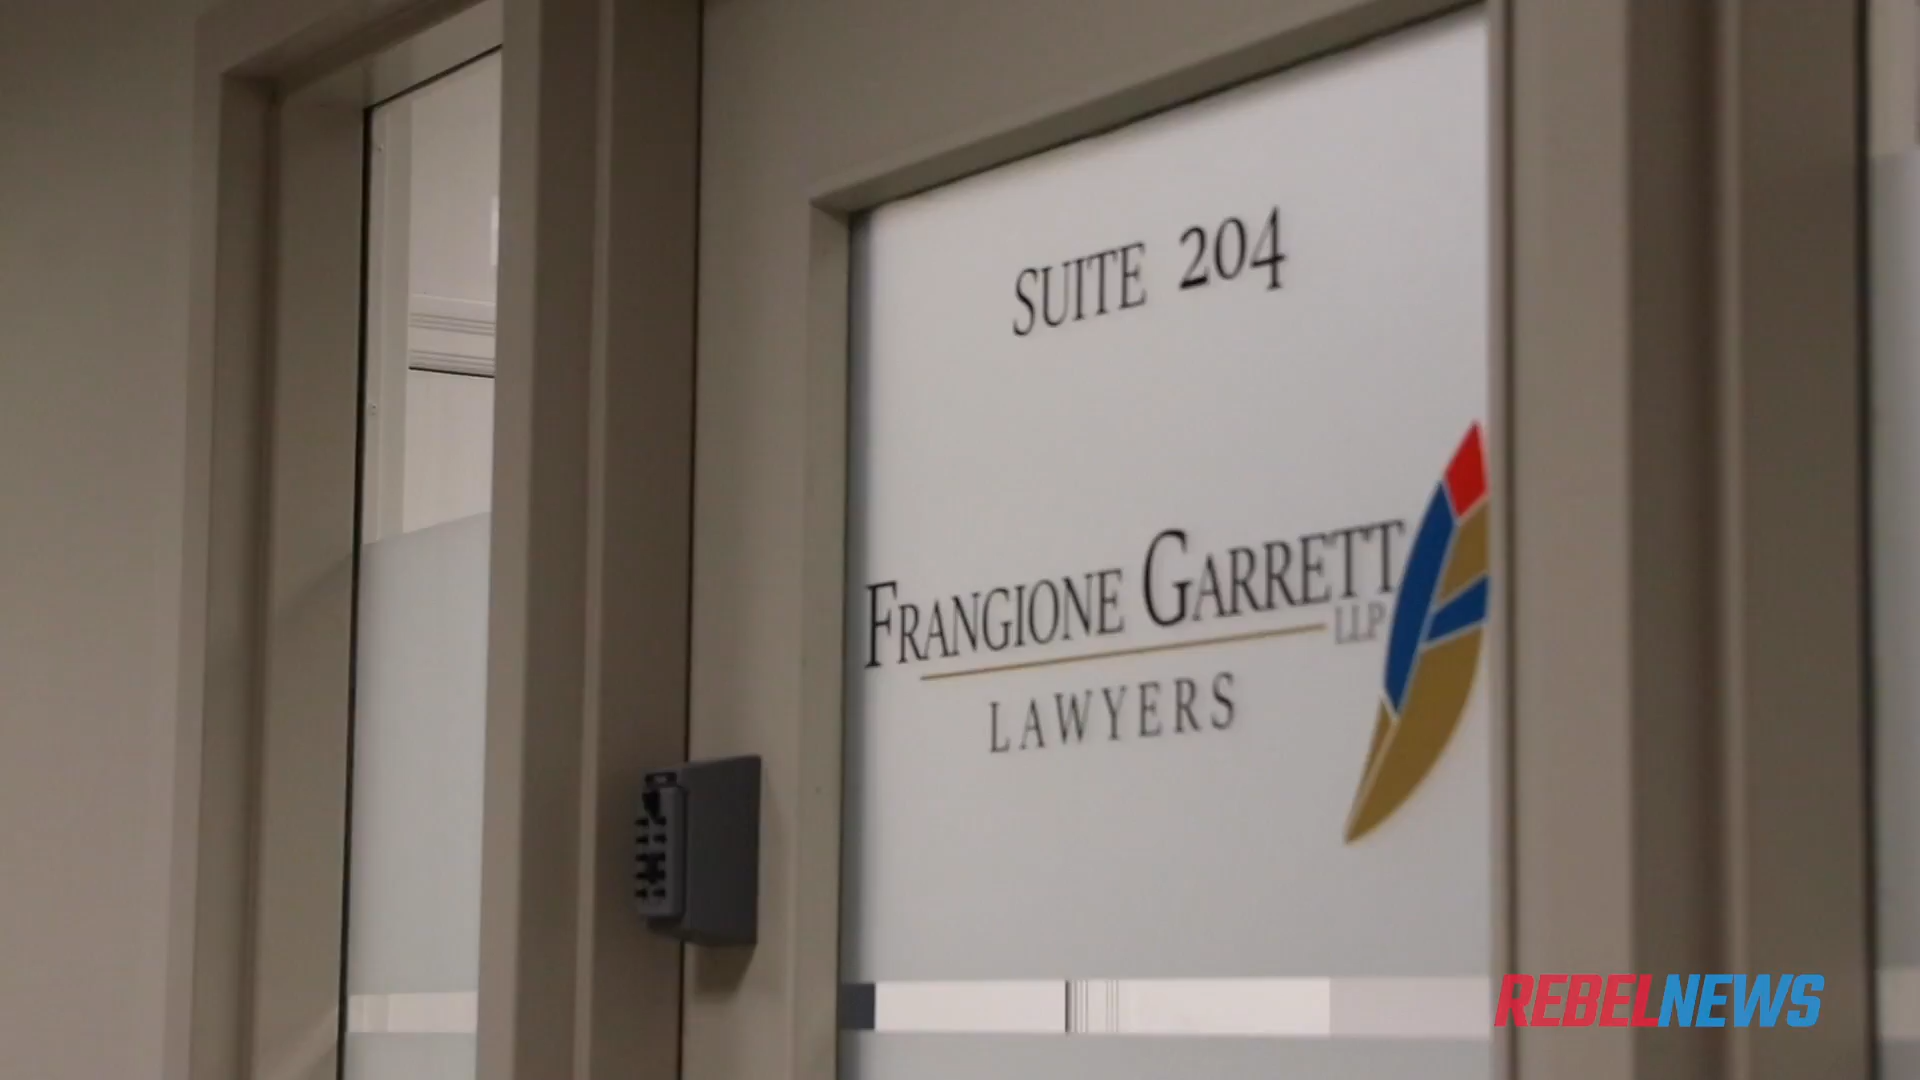 SUITE 204
FRANGIONE GARRETT
LLP
LAWYERS
REBELNEWS